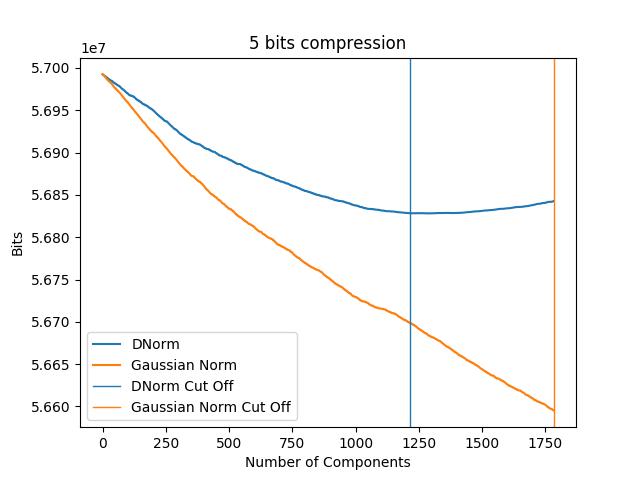 5 bits compression
1e7
5.700
5.695
5.690
5.685
5.680
5.675
5.670
5.665
5.660
Bits
DNorm
Gaussian Norm
DNorm Cut Off
Gaussian Norm Cut Off
0 250 500 750 1000 1250 1500 1750
Number of Components